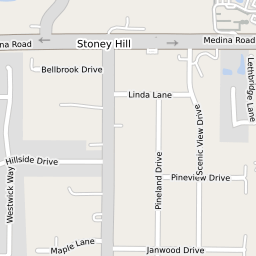 Stoney Hill
Medina Road
dina Road
Bellbrook Drive
Linda Lane
Lethbridge Lane
Scenic View Drive
Hillside Drive
Pineland Drive
Pineview Drive
Westwick Way
Maple Lane
Janwood Drive